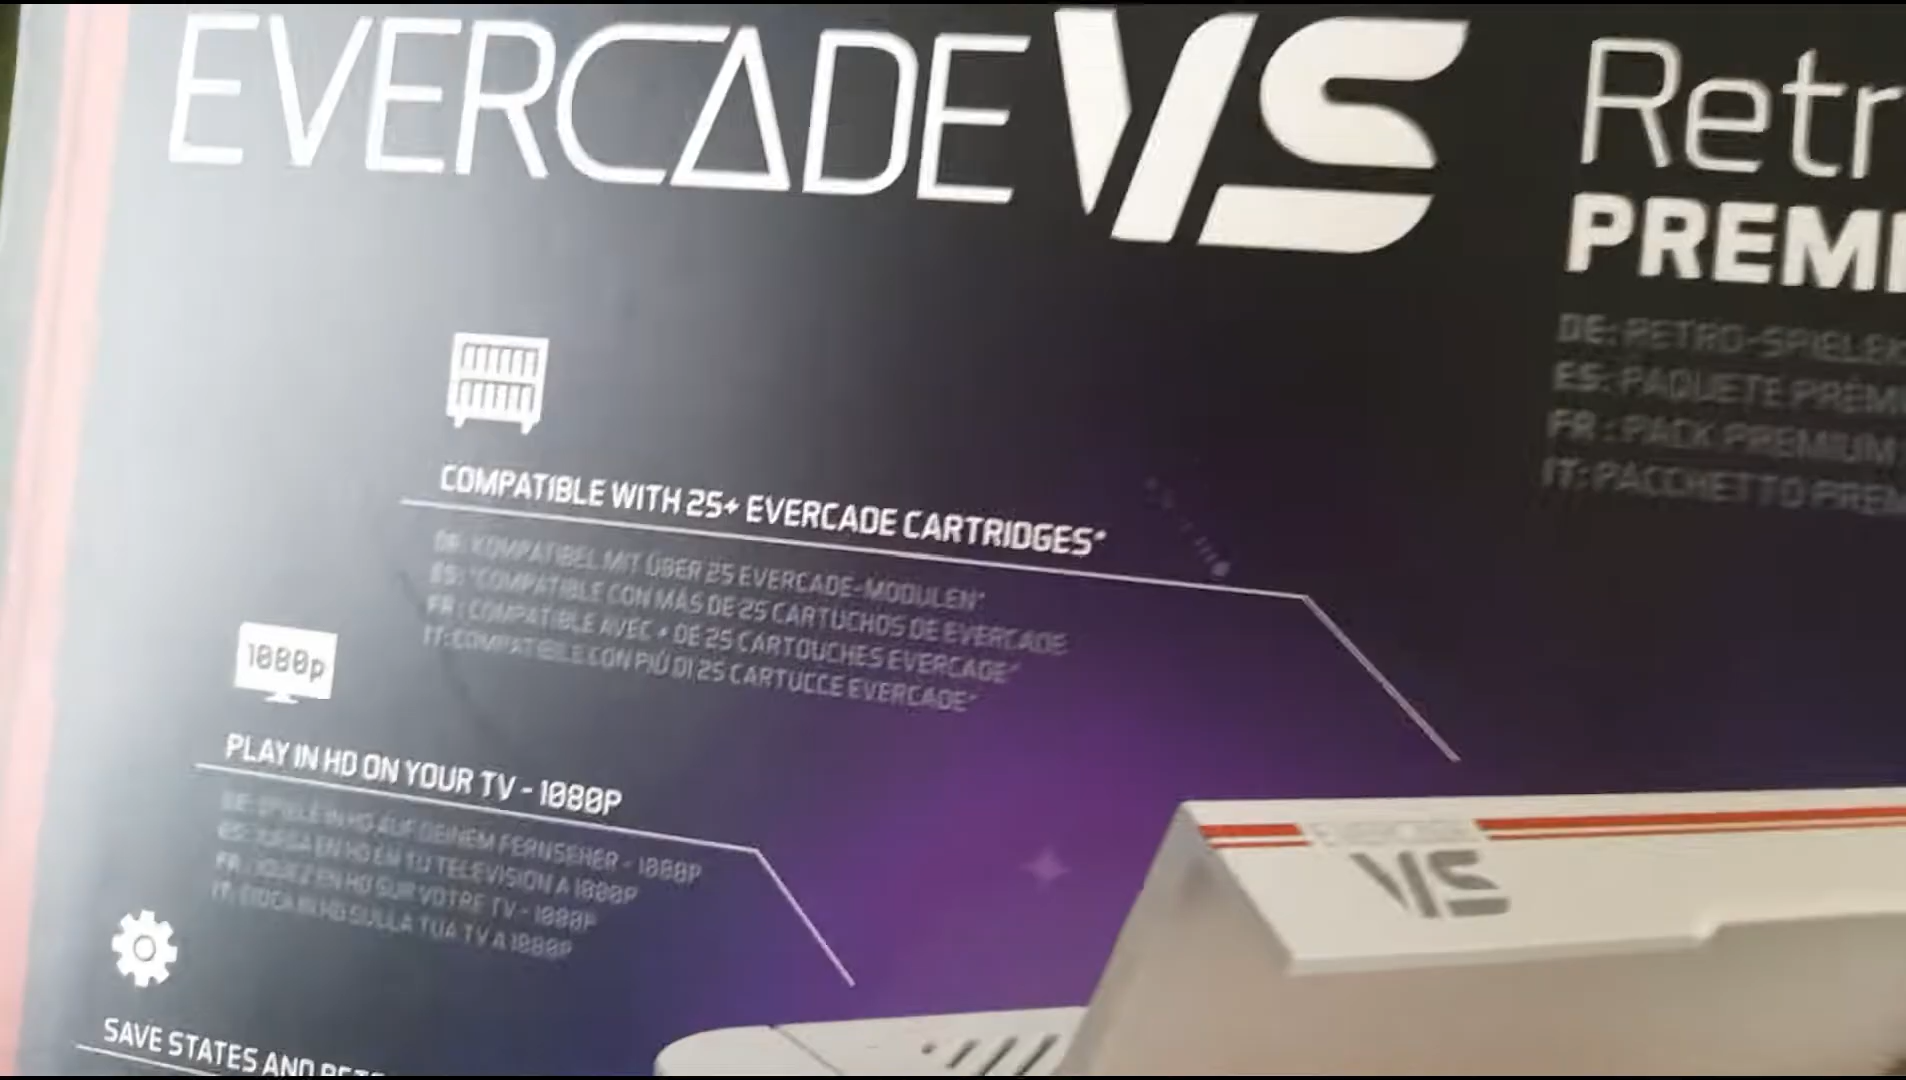 EVERCADE VS
Retr
PREMI
DE: RETRO-SPIELEK
ES: PAQUETE PREMI
FR : PACK PREMIUM
IT: PACCHETTO PREM
COMPATIBLE WITH 25+ EVERCADE CARTRIDGES*
DE: KOMPATIBEL MIT ÜBER 25 EVERCADE-MODULEN*
ES: *COMPATIBLE CON MÁS DE 25 CARTUCHOS DE EVERCADE
FR : COMPATIBLE AVEC + DE 25 CARTOUCHES EVERCADE*
IT: COMPATIBILE CON PIÙ DI 25 CARTUCCE EVERCADE*
1080p
PLAY IN HD ON YOUR TV - 1080P
DE: SPIELE IN HD AUF DEINEM FERNSEHER - 1080P
ES: JUEGA EN HD EN TU TELEVISION A 1080P
FR : JOUEZ EN HD SUR VOTRE TV - 1080P
IT: GIOCA IN HD SULLA TUA TV A 1080P
SAVE STATES AND
EVERCADE
VS